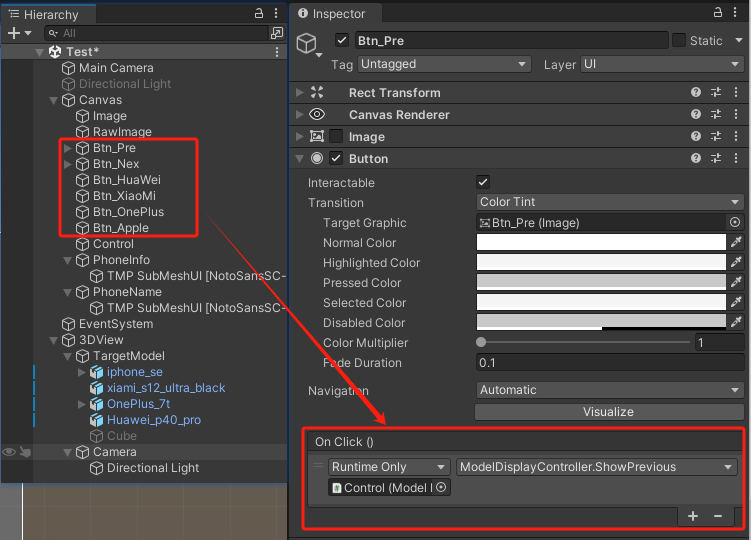 Hierarchy
All
Test*
Main Camera
Directional Light
Canvas
Image
RawImage
Btn_Pre
Btn_Nex
Btn_HuaWei
Btn_XiaoMi
Btn_OnePlus
Btn_Apple
Control
PhoneInfo
TMP SubMeshUI [NotoSansSC-
PhoneName
TMP SubMeshUI [NotoSansSC-
EventSystem
3DView
TargetModel
iphone_se
xiami_s12_ultra_black
OnePlus_7t
Huawei_p40_pro
Cube
Camera
Directional Light
Inspector
Btn_Pre
Static
Tag Untagged Layer UI
Rect Transform
Canvas Renderer
Image
Button
Interactable
Transition Color Tint
Target Graphic Btn_Pre (Image)
Normal Color
Highlighted Color
Pressed Color
Selected Color
Disabled Color
Color Multiplier 1
Fade Duration 0.1
Navigation Automatic
Visualize
On Click ()
Runtime Only ModelDisplayController.ShowPrevious
Control (Model